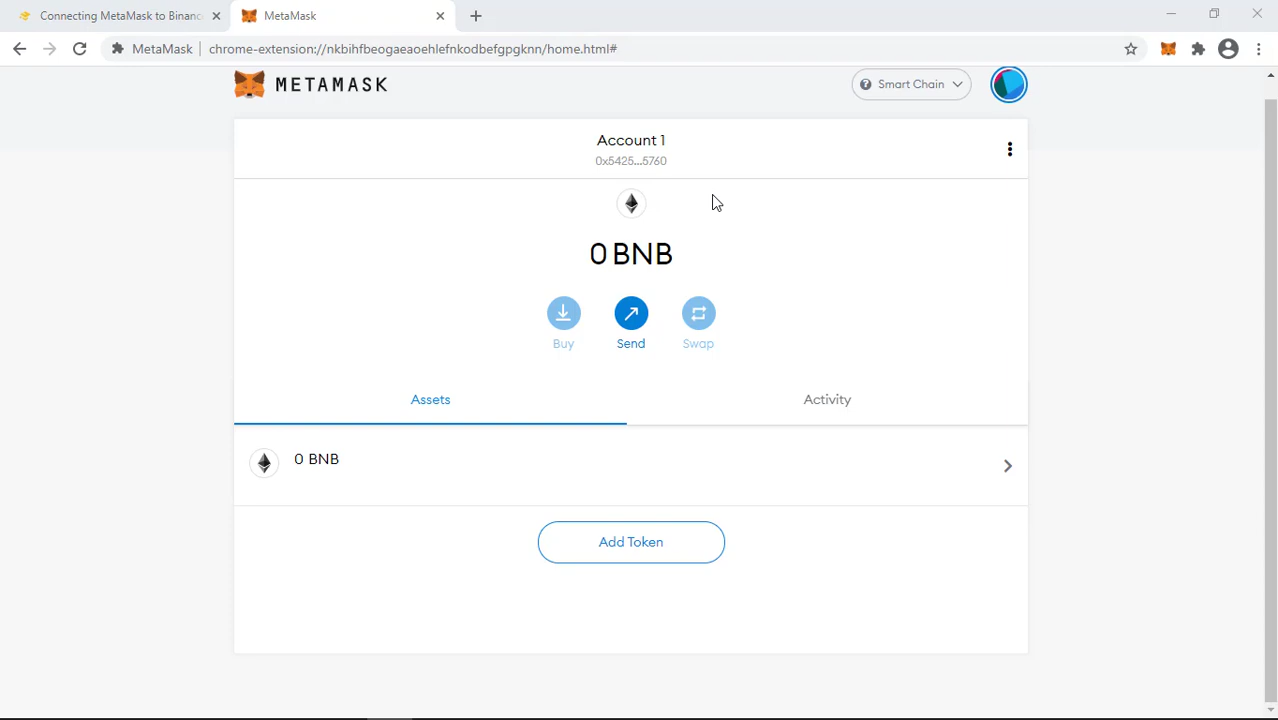 Connecting MetaMask to Binanc
MetaMask
MetaMask
chrome-extension://nkbihfbeogaeaoehlefnkodbefgpgknn/home.html#
METAMASK
Smart Chain
Account 1
0x5425...5760
0 BNB
Buy
Send
Swap
Assets
Activity
0 BNB
Add Token